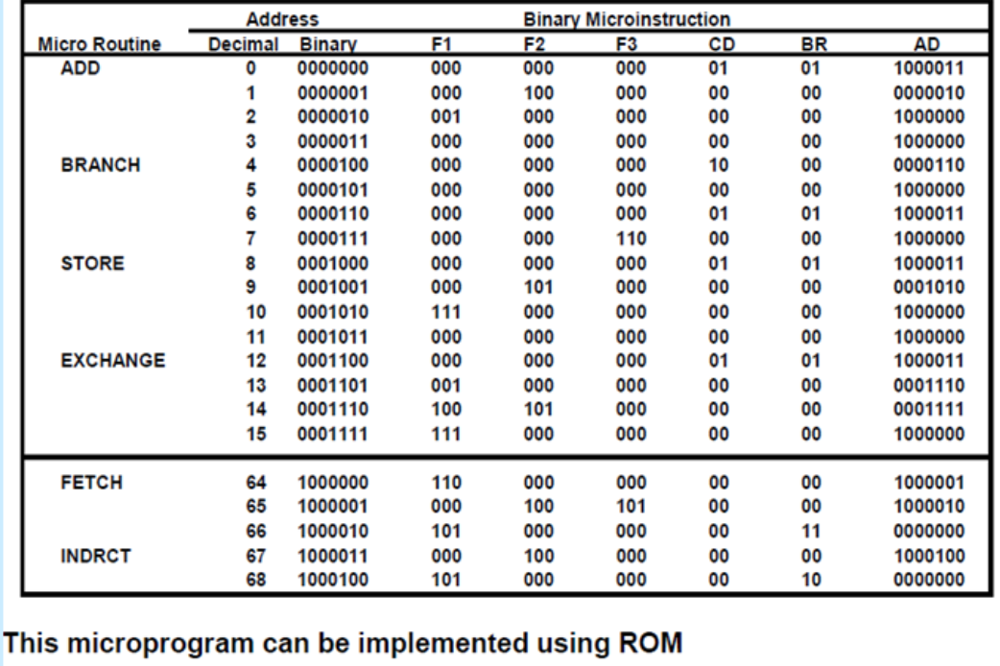 Address Binary Microinstruction
Micro Routine Decimal Binary F1 F2 F3 CD BR AD
ADD 0 0000000 000 000 000 01 01 1000011
1 0000001 000 100 000 00 00 0000010
2 0000010 001 000 000 00 00 1000000
3 0000011 000 000 000 00 00 1000000
BRANCH 4 0000100 000 000 000 10 00 0000110
5 0000101 000 000 000 00 00 1000000
6 0000110 000 000 000 01 01 1000011
7 0000111 000 000 110 00 00 1000000
STORE 8 0001000 000 000 000 01 01 1000011
9 0001001 000 101 000 00 00 0001010
10 0001010 111 000 000 00 00 1000000
11 0001011 000 000 000 00 00 1000000
EXCHANGE 12 0001100 000 000 000 01 01 1000011
13 0001101 001 000 000 00 00 0001110
14 0001110 100 101 000 00 00 0001111
15 0001111 111 000 000 00 00 1000000
FETCH 64 1000000 110 000 000 00 00 1000001
65 1000001 000 100 101 00 00 1000010
66 1000010 101 000 000 00 11 0000000
INDRCT 67 1000011 000 100 000 00 00 1000100
68 1000100 101 000 000 00 10 0000000
This microprogram can be implemented using ROM